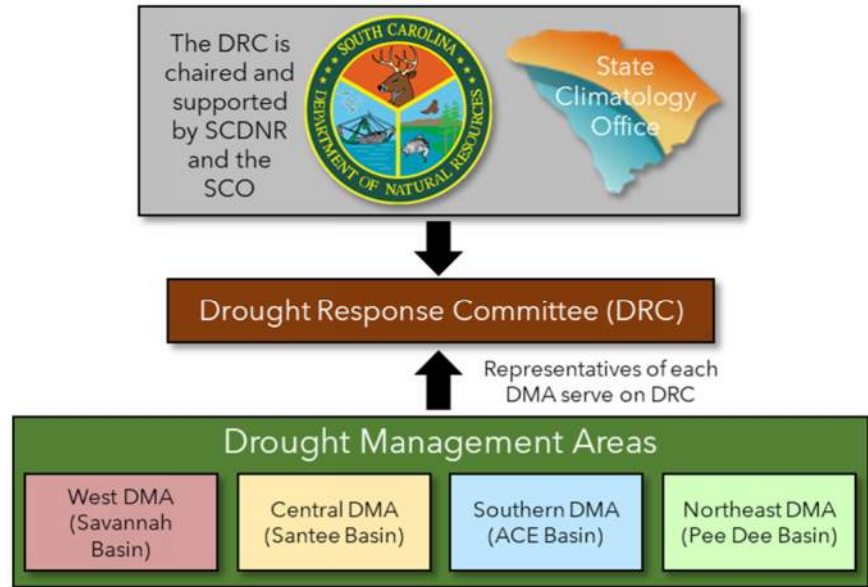 The DRC is
chaired and
supported
by SCDNR
and the
SCO
SOUTH CAROLINA
DEPARTMENT OF NATURAL RESOURCES
State
Climatology
Office
Drought Response Committee (DRC)
Representatives of each
DMA serve on DRC
Drought Management Areas
West DMA
(Savannah
Basin)
Central DMA
(Santee Basin)
Southern DMA
(ACE Basin)
Northeast DMA
(Pee Dee Basin)